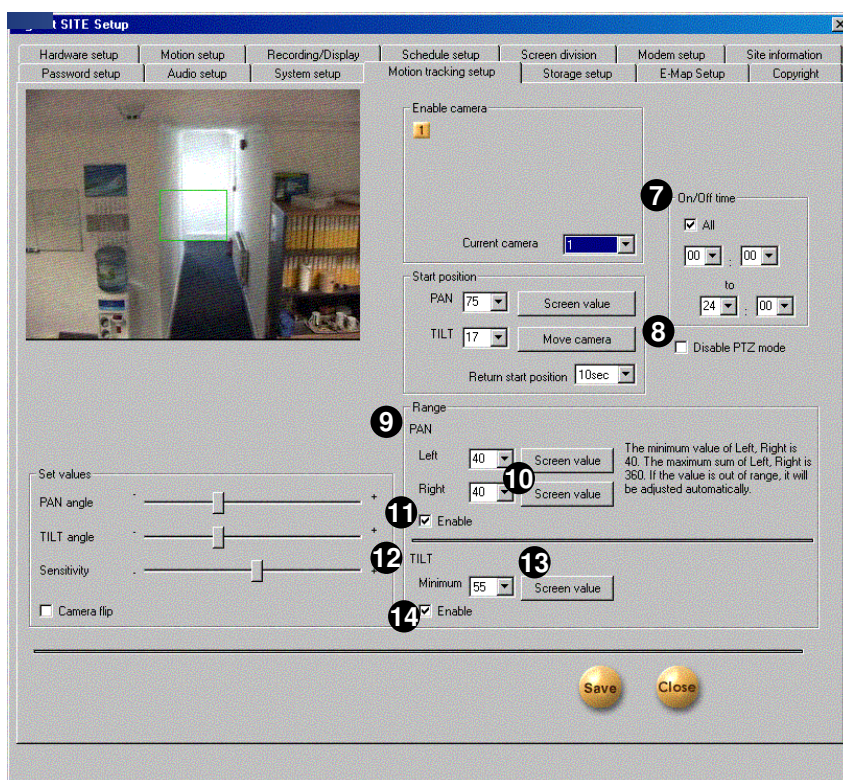 t SITE Setup
Hardware setup Motion setup Recording/Display Schedule setup Screen division Modem setup Site information
Password setup Audio setup System setup Motion tracking setup Storage setup E-Map Setup Copyright
Enable camera
1
Current camera 1
7 On/Off time
All
00 : 00
to
24 : 00
Start position
PAN 75 Screen value
TILT 17 Move camera
Return start position 10sec
8 Disable PTZ mode
9 Range
PAN
Left 40 Screen value
Right 40 10 Screen value
11 Enable
The minimum value of Left, Right is
40. The maximum sum of Left, Right is
360. If the value is out of range, it will
be adjusted automatically.
12 TILT
13
Minimum 55 Screen value
14 Enable
Set values
PAN angle - +
TILT angle - +
Sensitivity - +
Camera flip
Save Close